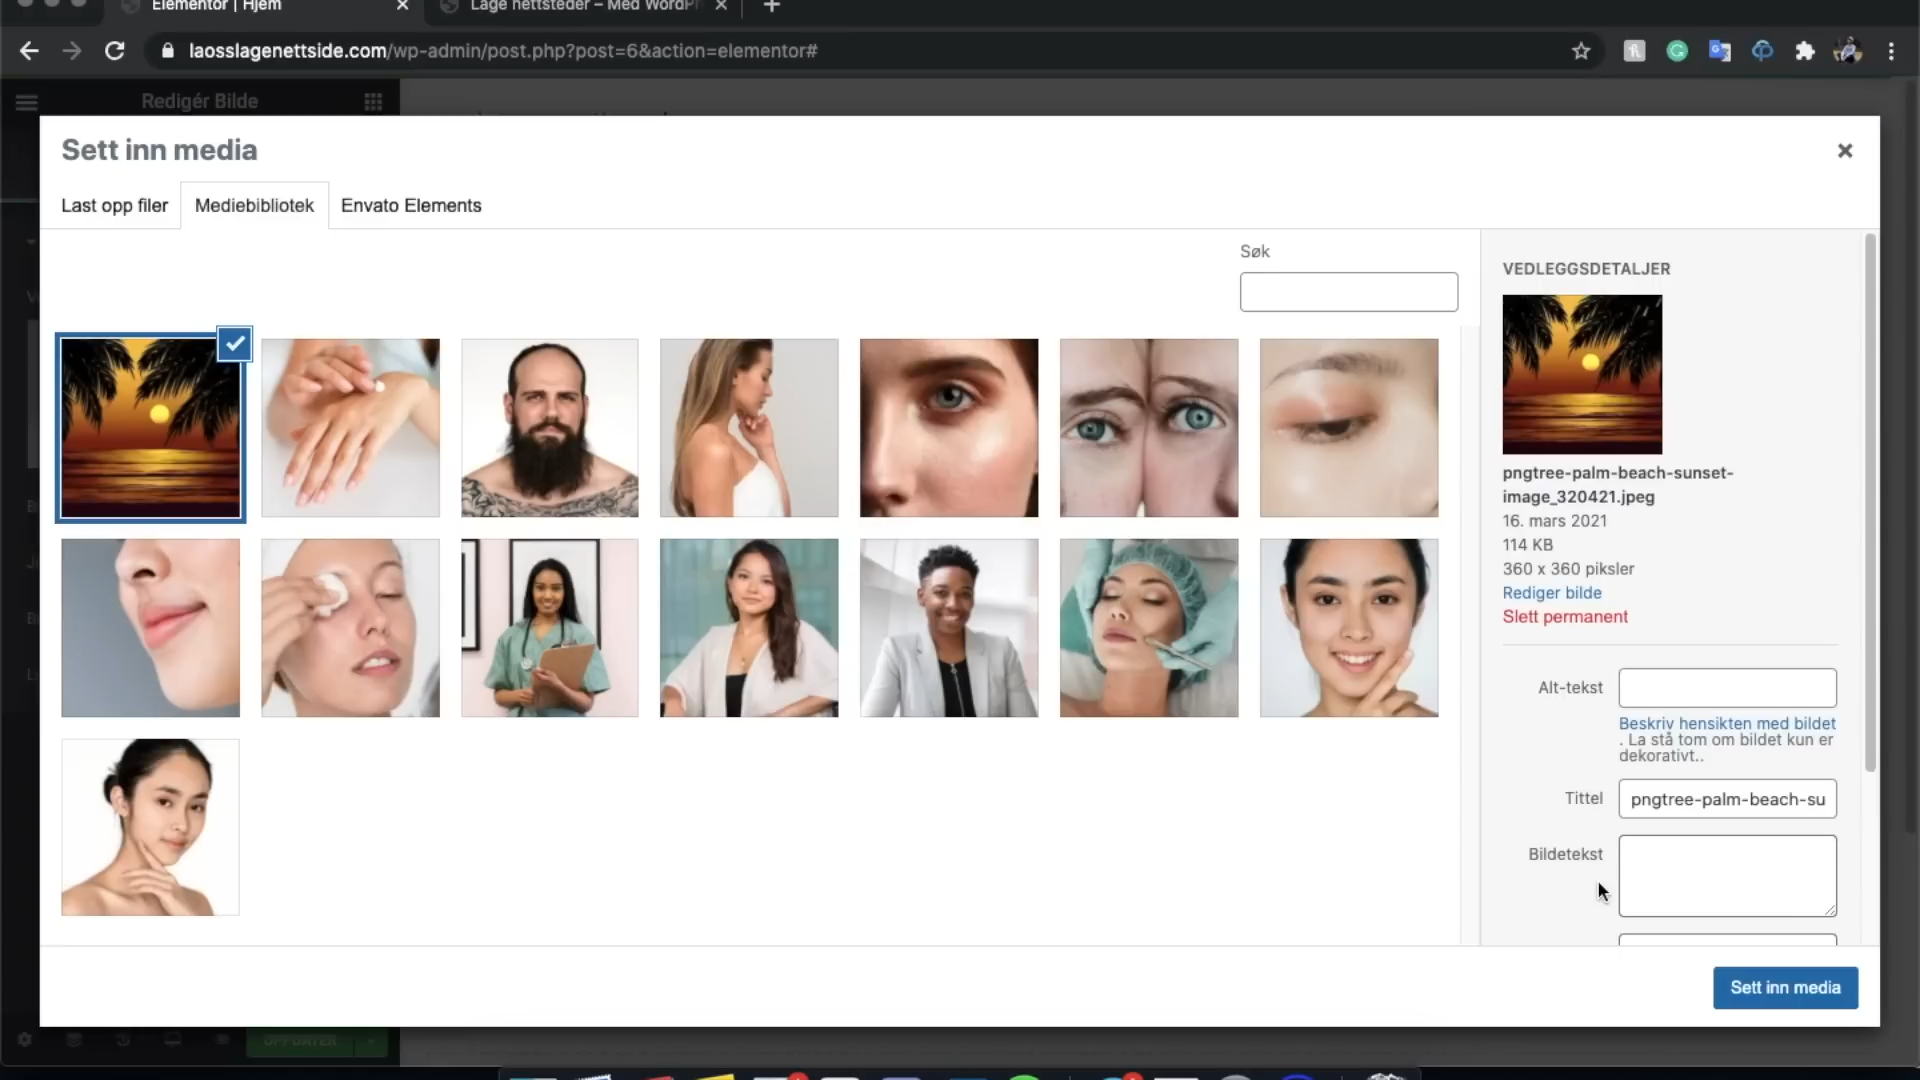 Elementor | Hjem
Lage nettsteder – Med WordPr
laosslagenettside.com/wp-admin/post.php?post=6&action=elementor#
Redigér Bilde
Sett inn media
Last opp filer
Mediebibliotek
Envato Elements
Søk
VEDLEGGSDETALJER
pngtree-palm-beach-sunset-
image_320421.jpeg
16. mars 2021
114 KB
360 x 360 piksler
Rediger bilde
Slett permanent
Alt-tekst
Beskriv hensikten med bildet
. La stå tom om bildet kun er
dekorativt..
Tittel
pngtree-palm-beach-su
Bildetekst
Sett inn media
OPPDATER